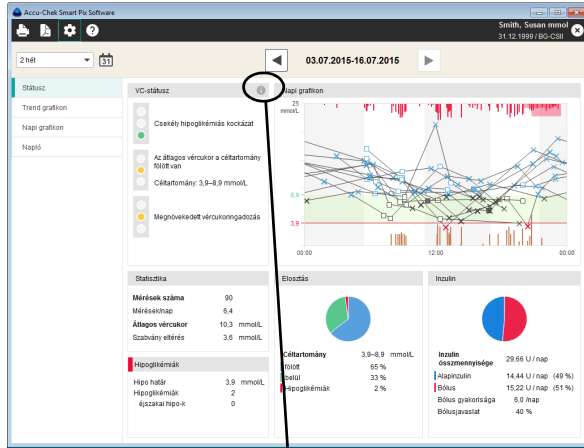 Accu-Chek Smart Pix Software
Smith, Susan mmol
31.12.1999 / BG-CSII
2 hét
31
03.07.2015-16.07.2015
Státusz
Trend grafikon
Napi grafikon
Napló
VC-státusz
Csekély hipoglikémiás kockázat
Az átlagos vércukor a céltartomány
fölött van
Céltartomány: 3,9–8,9 mmol/L
Megnövekedett vércukoringadozás
Napi grafikon
25
mmol/L
8,9
3,9
00:00
12:00
00:00
Statisztika
Mérések száma 90
Mérések/nap 6,4
Átlagos vércukor 10,3 mmol/L
Szabvány eltérés 3,6 mmol/L
Hipoglikémiák
Hipo határ 3,9 mmol/L
Hipoglikémiák 2
éjszakai hipo-k 0
Elosztás
Céltartomány 3,9–8,9 mmol/L
fölött 65 %
belül 33 %
Hipoglikémiák 2 %
Inzulin
Inzulin
összmennyisége 29,66 U / nap
Alapinzulin 14,44 U / nap (49 %)
Bólus 15,22 U / nap (51 %)
Bólus gyakorisága 6,0 /nap
Bólusjavaslat 40 %